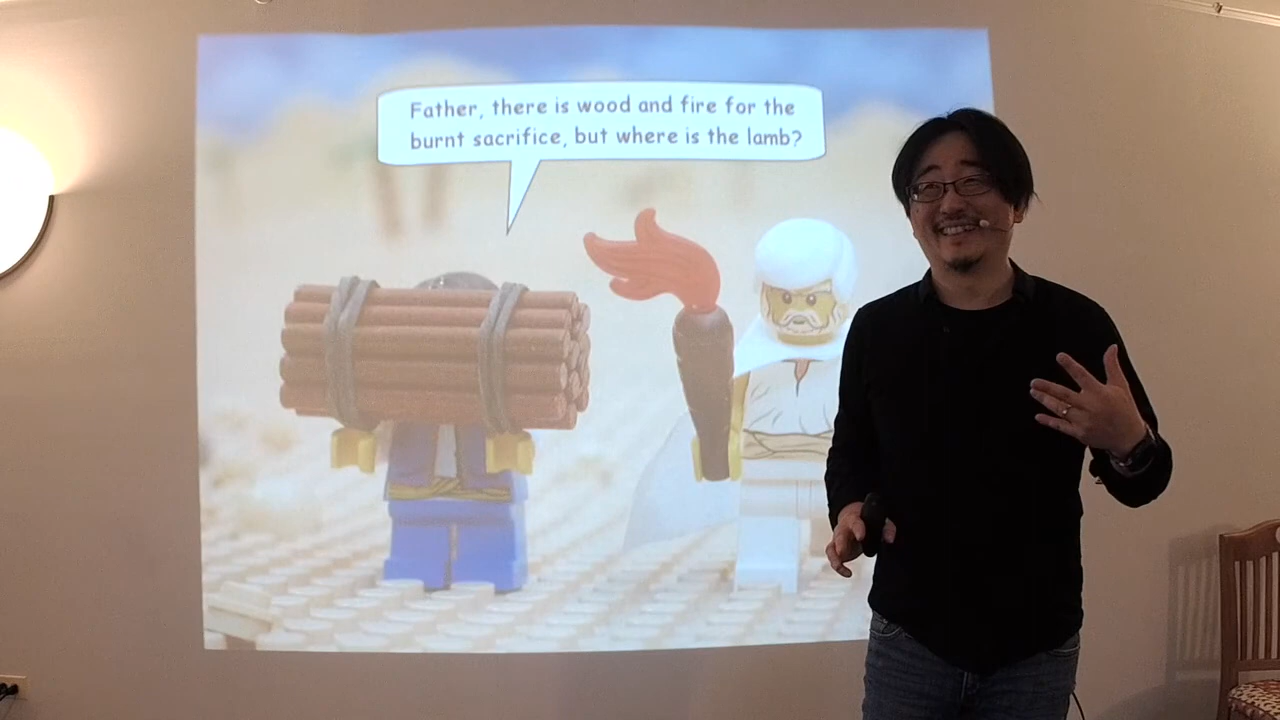 Father, there is wood and fire for the
burnt sacrifice, but where is the lamb?